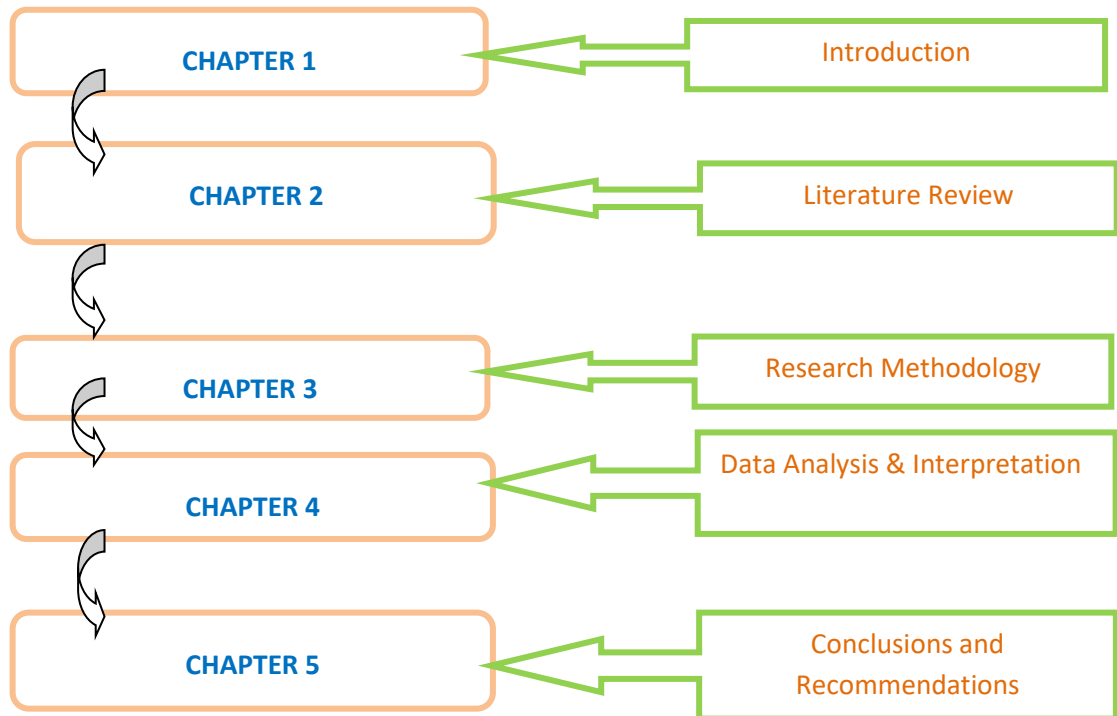 CHAPTER 1
Introduction
CHAPTER 2
Literature Review
CHAPTER 3
Research Methodology
CHAPTER 4
Data Analysis & Interpretation
CHAPTER 5
Conclusions and
Recommendations